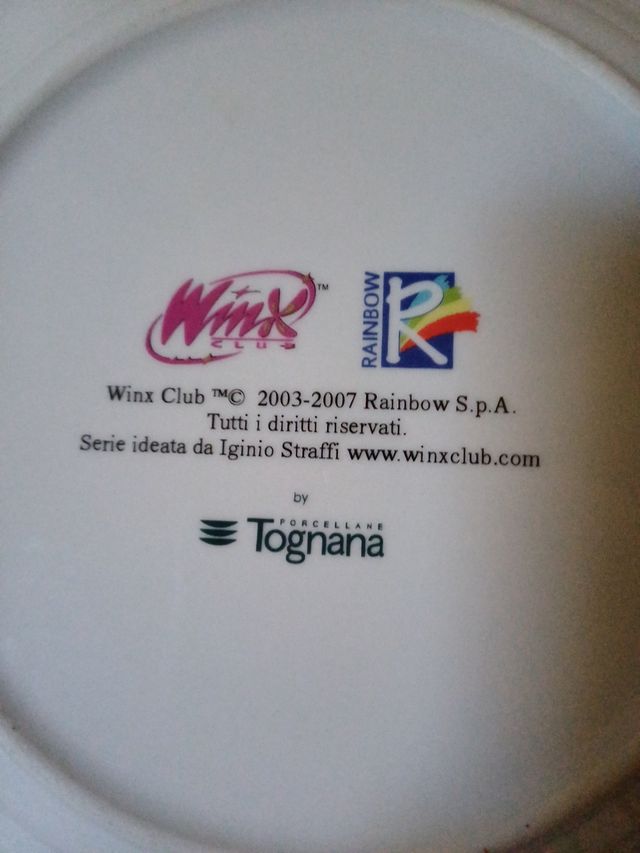 Winx™
CLUB
RAINBOW
R
Winx Club ™© 2003-2007 Rainbow S.p.A.
Tutti i diritti riservati.
Serie ideata da Iginio Straffi www.winxclub.com
by
PORCELLANE
Tognana